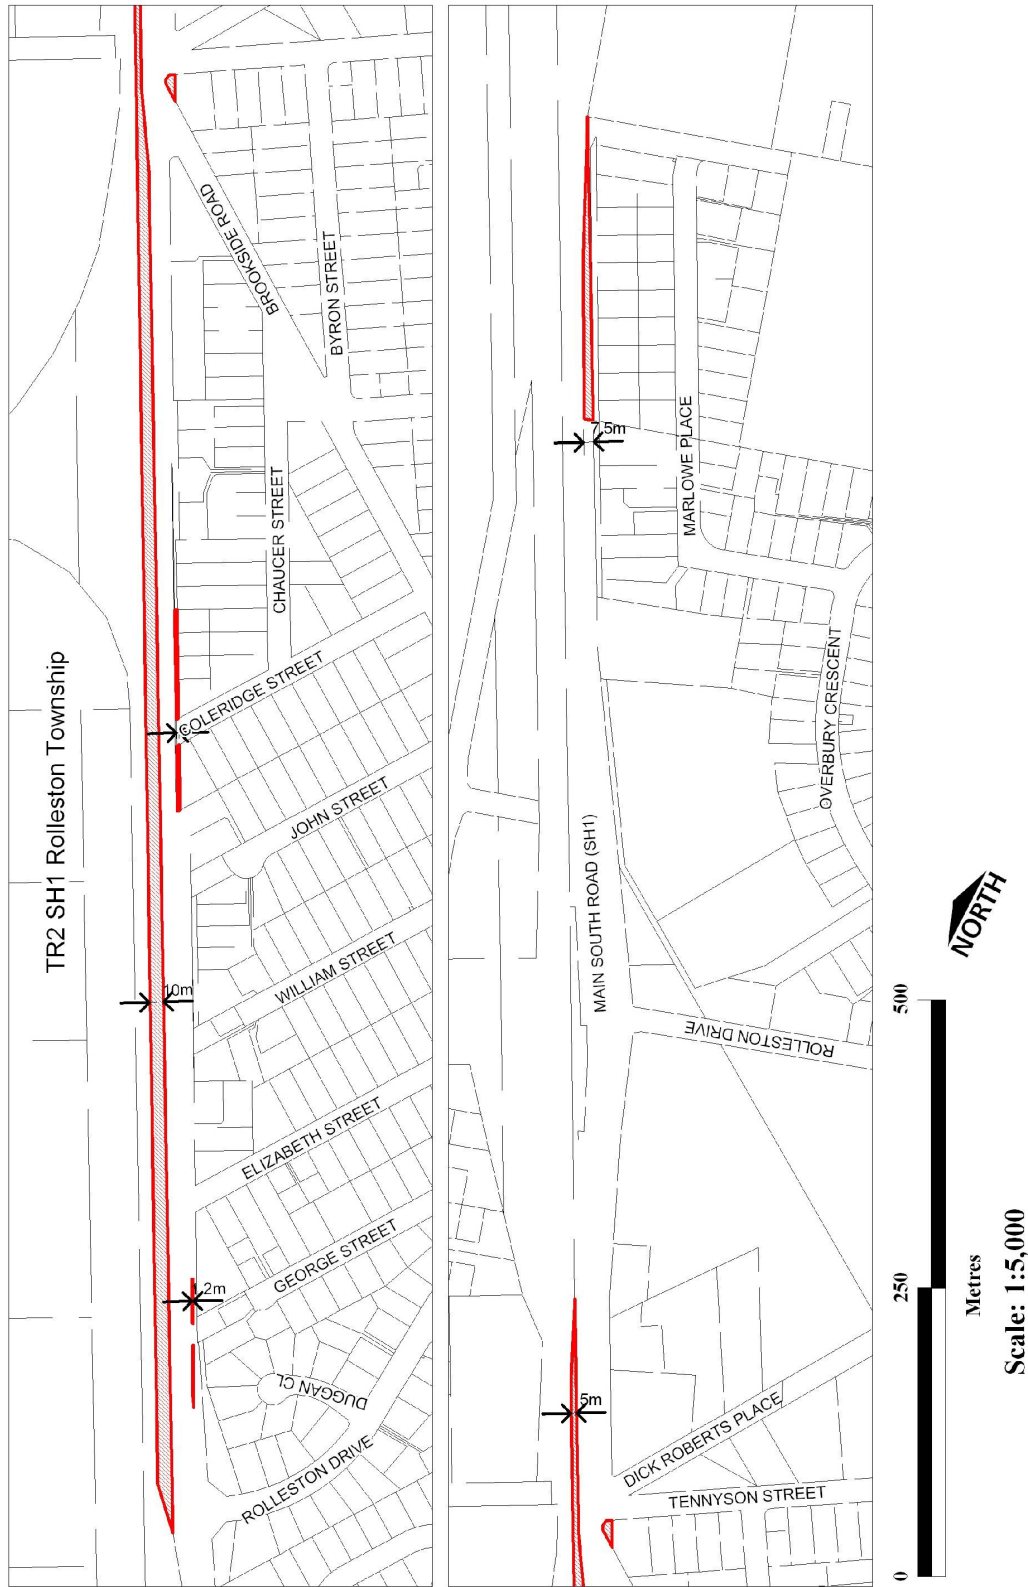 TR2 SH1 Rolleston Township
BROOKSIDE ROAD
BYRON STREET
CHAUCER STREET
COLERIDGE STREET
JOHN STREET
10m
WILLIAM STREET
ELIZABETH STREET
2m
GEORGE STREET
DUGGAN CL
ROLLESTON DRIVE
7.5m
MARLOWE PLACE
OVERBURY CRESCENT
MAIN SOUTH ROAD (SH1)
ROLLESTON DRIVE
5m
DICK ROBERTS PLACE
TENNYSON STREET
NORTH
0 250 500
Metres
Scale: 1:5,000